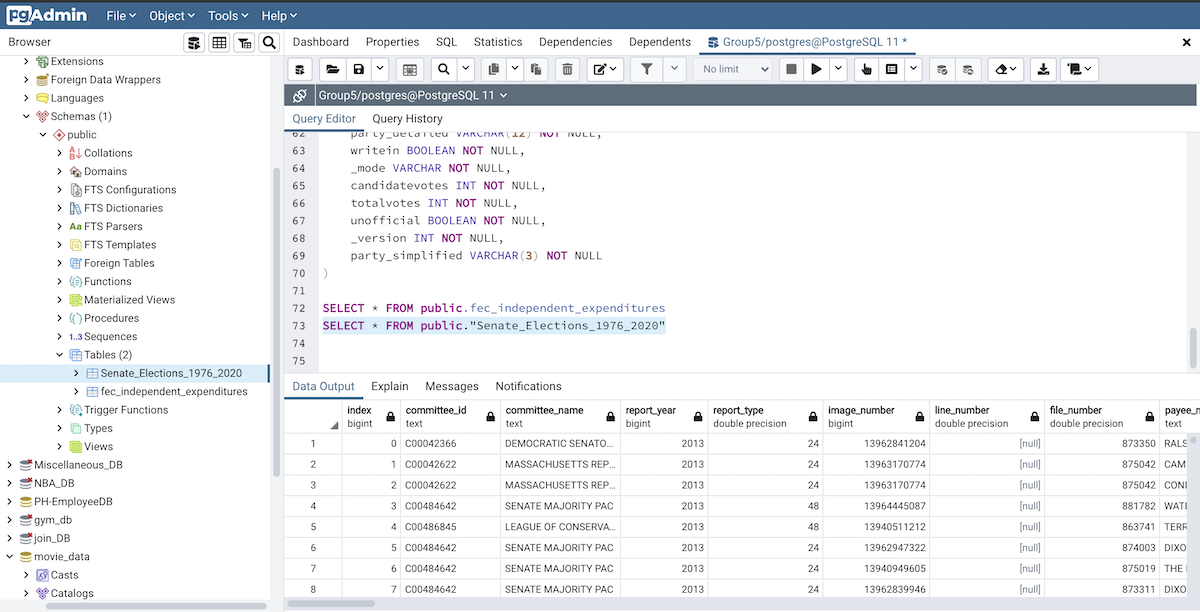 pgAdmin File Object Tools Help
Browser
Dashboard Properties SQL Statistics Dependencies Dependents Group5/postgres@PostgreSQL 11 *
No limit
Group5/postgres@PostgreSQL 11
Query Editor Query History
Extensions
Foreign Data Wrappers
Languages
Schemas (1)
public
Collations
Domains
FTS Configurations
FTS Dictionaries
Aa FTS Parsers
FTS Templates
Foreign Tables
Functions
Materialized Views
Procedures
1..3 Sequences
Tables (2)
Senate_Elections_1976_2020
fec_independent_expenditures
Trigger Functions
Types
Views
Miscellaneous_DB
NBA_DB
PH-EmployeeDB
gym_db
join_DB
movie_data
Casts
Catalogs
62 party_detailed VARCHAR(12) NOT NULL,
63 writein BOOLEAN NOT NULL,
64 _mode VARCHAR NOT NULL,
65 candidatevotes INT NOT NULL,
66 totalvotes INT NOT NULL,
67 unofficial BOOLEAN NOT NULL,
68 _version INT NOT NULL,
69 party_simplified VARCHAR(3) NOT NULL
70 )
71
72 SELECT * FROM public.fec_independent_expenditures
73 SELECT * FROM public."Senate_Elections_1976_2020"
74
75
Data Output Explain Messages Notifications
index committee_id committee_name report_year report_type image_number line_number file_number payee_n
bigint text text bigint double precision bigint double precision double precision text
1 0 C00042366 DEMOCRATIC SENATO... 2013 24 13962841204 [null] 873350 RALS
2 1 C00042622 MASSACHUSETTS REP... 2013 24 13963170774 [null] 875042 CAM
3 2 C00042622 MASSACHUSETTS REP... 2013 24 13963170774 [null] 875042 CONI
4 3 C00484642 SENATE MAJORITY PAC 2013 48 13964445087 [null] 881782 WATE
5 4 C00486845 LEAGUE OF CONSERVA... 2013 48 13940511212 [null] 863741 TERR
6 5 C00484642 SENATE MAJORITY PAC 2013 24 13962947322 [null] 874003 DIXO
7 6 C00484642 SENATE MAJORITY PAC 2013 24 13940949605 [null] 875019 THE
8 7 C00484642 SENATE MAJORITY PAC 2013 24 13962839946 [null] 873311 DIXO